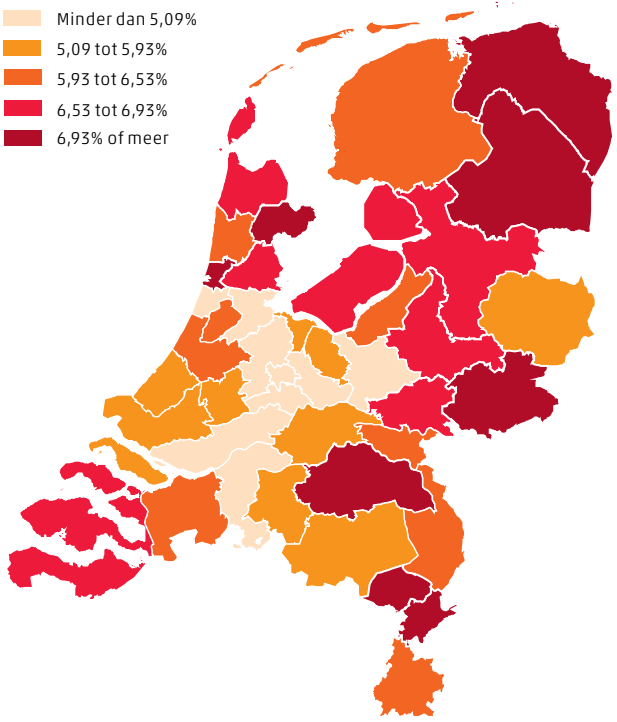 Minder dan 5,09%
5,09 tot 5,93%
5,93 tot 6,53%
6,53 tot 6,93%
6,93% of meer